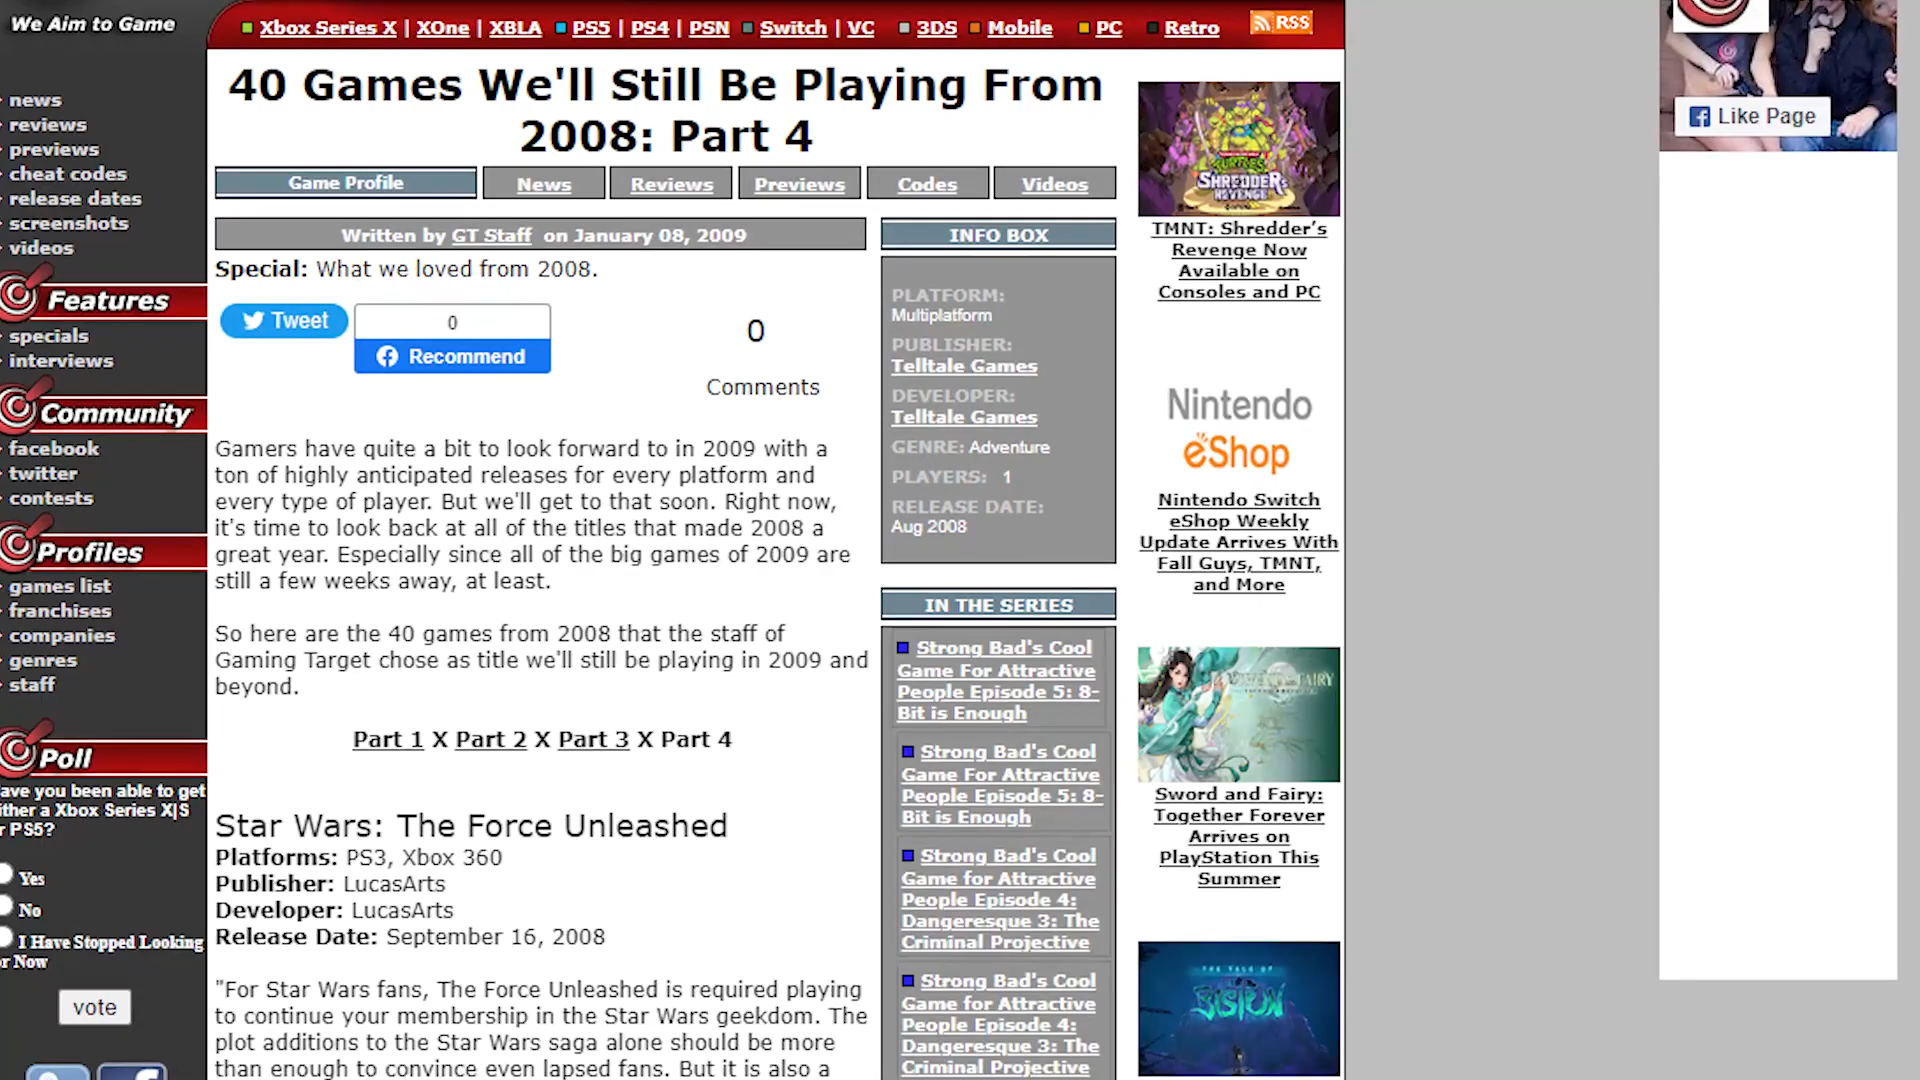 We Aim to Game
Xbox Series X | XOne | XBLA PS5 | PS4 | PSN Switch | VC 3DS Mobile PC Retro RSS
news
reviews
previews
cheat codes
release dates
screenshots
videos
Features
specials
interviews
Community
facebook
twitter
contests
Profiles
games list
franchises
companies
genres
staff
Poll
ave you been able to get
ither a Xbox Series X|S
r PS5?
Yes
No
I Have Stopped Looking
or Now
vote
40 Games We'll Still Be Playing From
2008: Part 4
Game Profile News Reviews Previews Codes Videos
Written by GT Staff on January 08, 2009
Special: What we loved from 2008.
Tweet
0
Recommend
0
Comments
Gamers have quite a bit to look forward to in 2009 with a
ton of highly anticipated releases for every platform and
every type of player. But we'll get to that soon. Right now,
it's time to look back at all of the titles that made 2008 a
great year. Especially since all of the big games of 2009 are
still a few weeks away, at least.
So here are the 40 games from 2008 that the staff of
Gaming Target chose as title we'll still be playing in 2009 and
beyond.
Part 1 X Part 2 X Part 3 X Part 4
Star Wars: The Force Unleashed
Platforms: PS3, Xbox 360
Publisher: LucasArts
Developer: LucasArts
Release Date: September 16, 2008
"For Star Wars fans, The Force Unleashed is required playing
to continue your membership in the Star Wars geekdom. The
plot additions to the Star Wars saga alone should be more
than enough to convince even lapsed fans. But it is also a
INFO BOX
PLATFORM:
Multiplatform
PUBLISHER:
Telltale Games
DEVELOPER:
Telltale Games
GENRE: Adventure
PLAYERS: 1
RELEASE DATE:
Aug 2008
IN THE SERIES
Strong Bad's Cool
Game For Attractive
People Episode 5: 8-
Bit is Enough
Strong Bad's Cool
Game For Attractive
People Episode 5: 8-
Bit is Enough
Strong Bad's Cool
Game for Attractive
People Episode 4:
Dangeresque 3: The
Criminal Projective
Strong Bad's Cool
Game for Attractive
People Episode 4:
Dangeresque 3: The
Criminal Projective
TURTLES
SHREDDER'S
REVENGE
TMNT: Shredder's
Revenge Now
Available on
Consoles and PC
Nintendo
eShop
Nintendo Switch
eShop Weekly
Update Arrives With
Fall Guys, TMNT,
and More
Sword and Fairy:
Together Forever
Arrives on
PlayStation This
Summer
THE TALE OF
BISTUN
Like Page